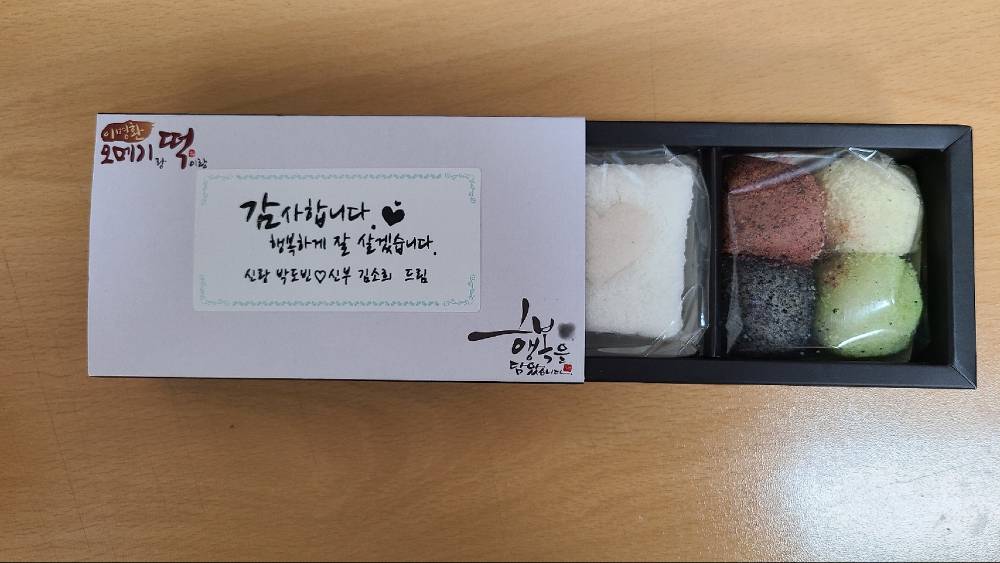 이명환
오메기랑 떡이랑
감사합니다.
행복하게 잘 살겠습니다.
신랑 박도빈♡신부 김소희 드림
행복을
담았습니다.